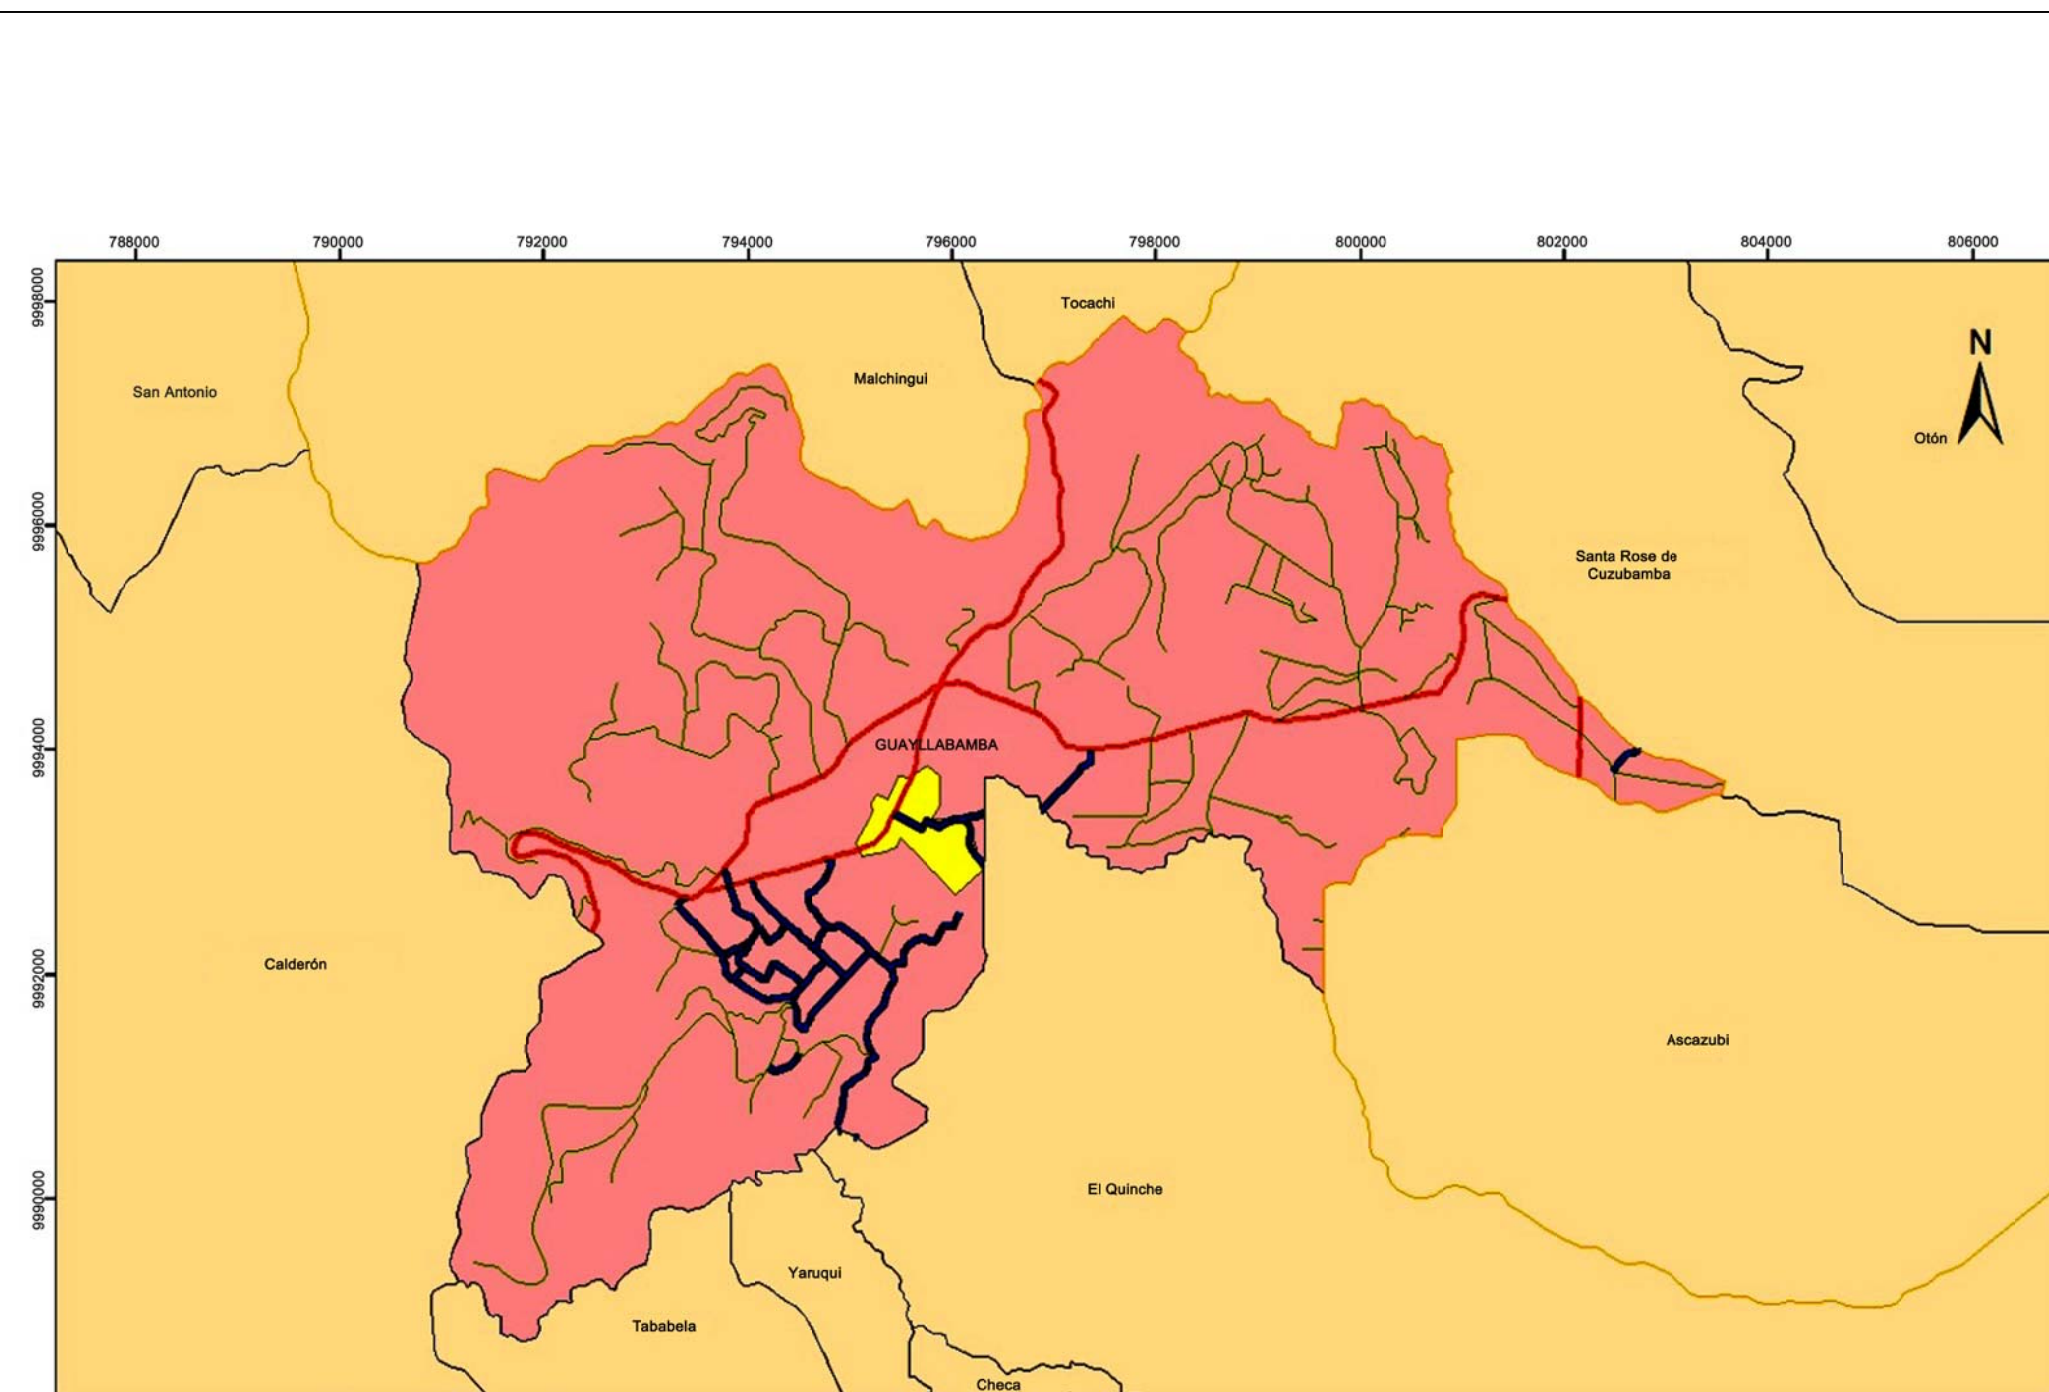 788000 790000 792000 794000 796000 798000 800000 802000 804000 806000
9998000
Tocachi
N
Malchingui
San Antonio
Otón
9996000
Santa Rose de
Cuzubamba
9994000
GUAYLLABAMBA
Calderón
9992000
Ascazubi
El Quinche
9990000
Yaruqui
Tababela
Checa